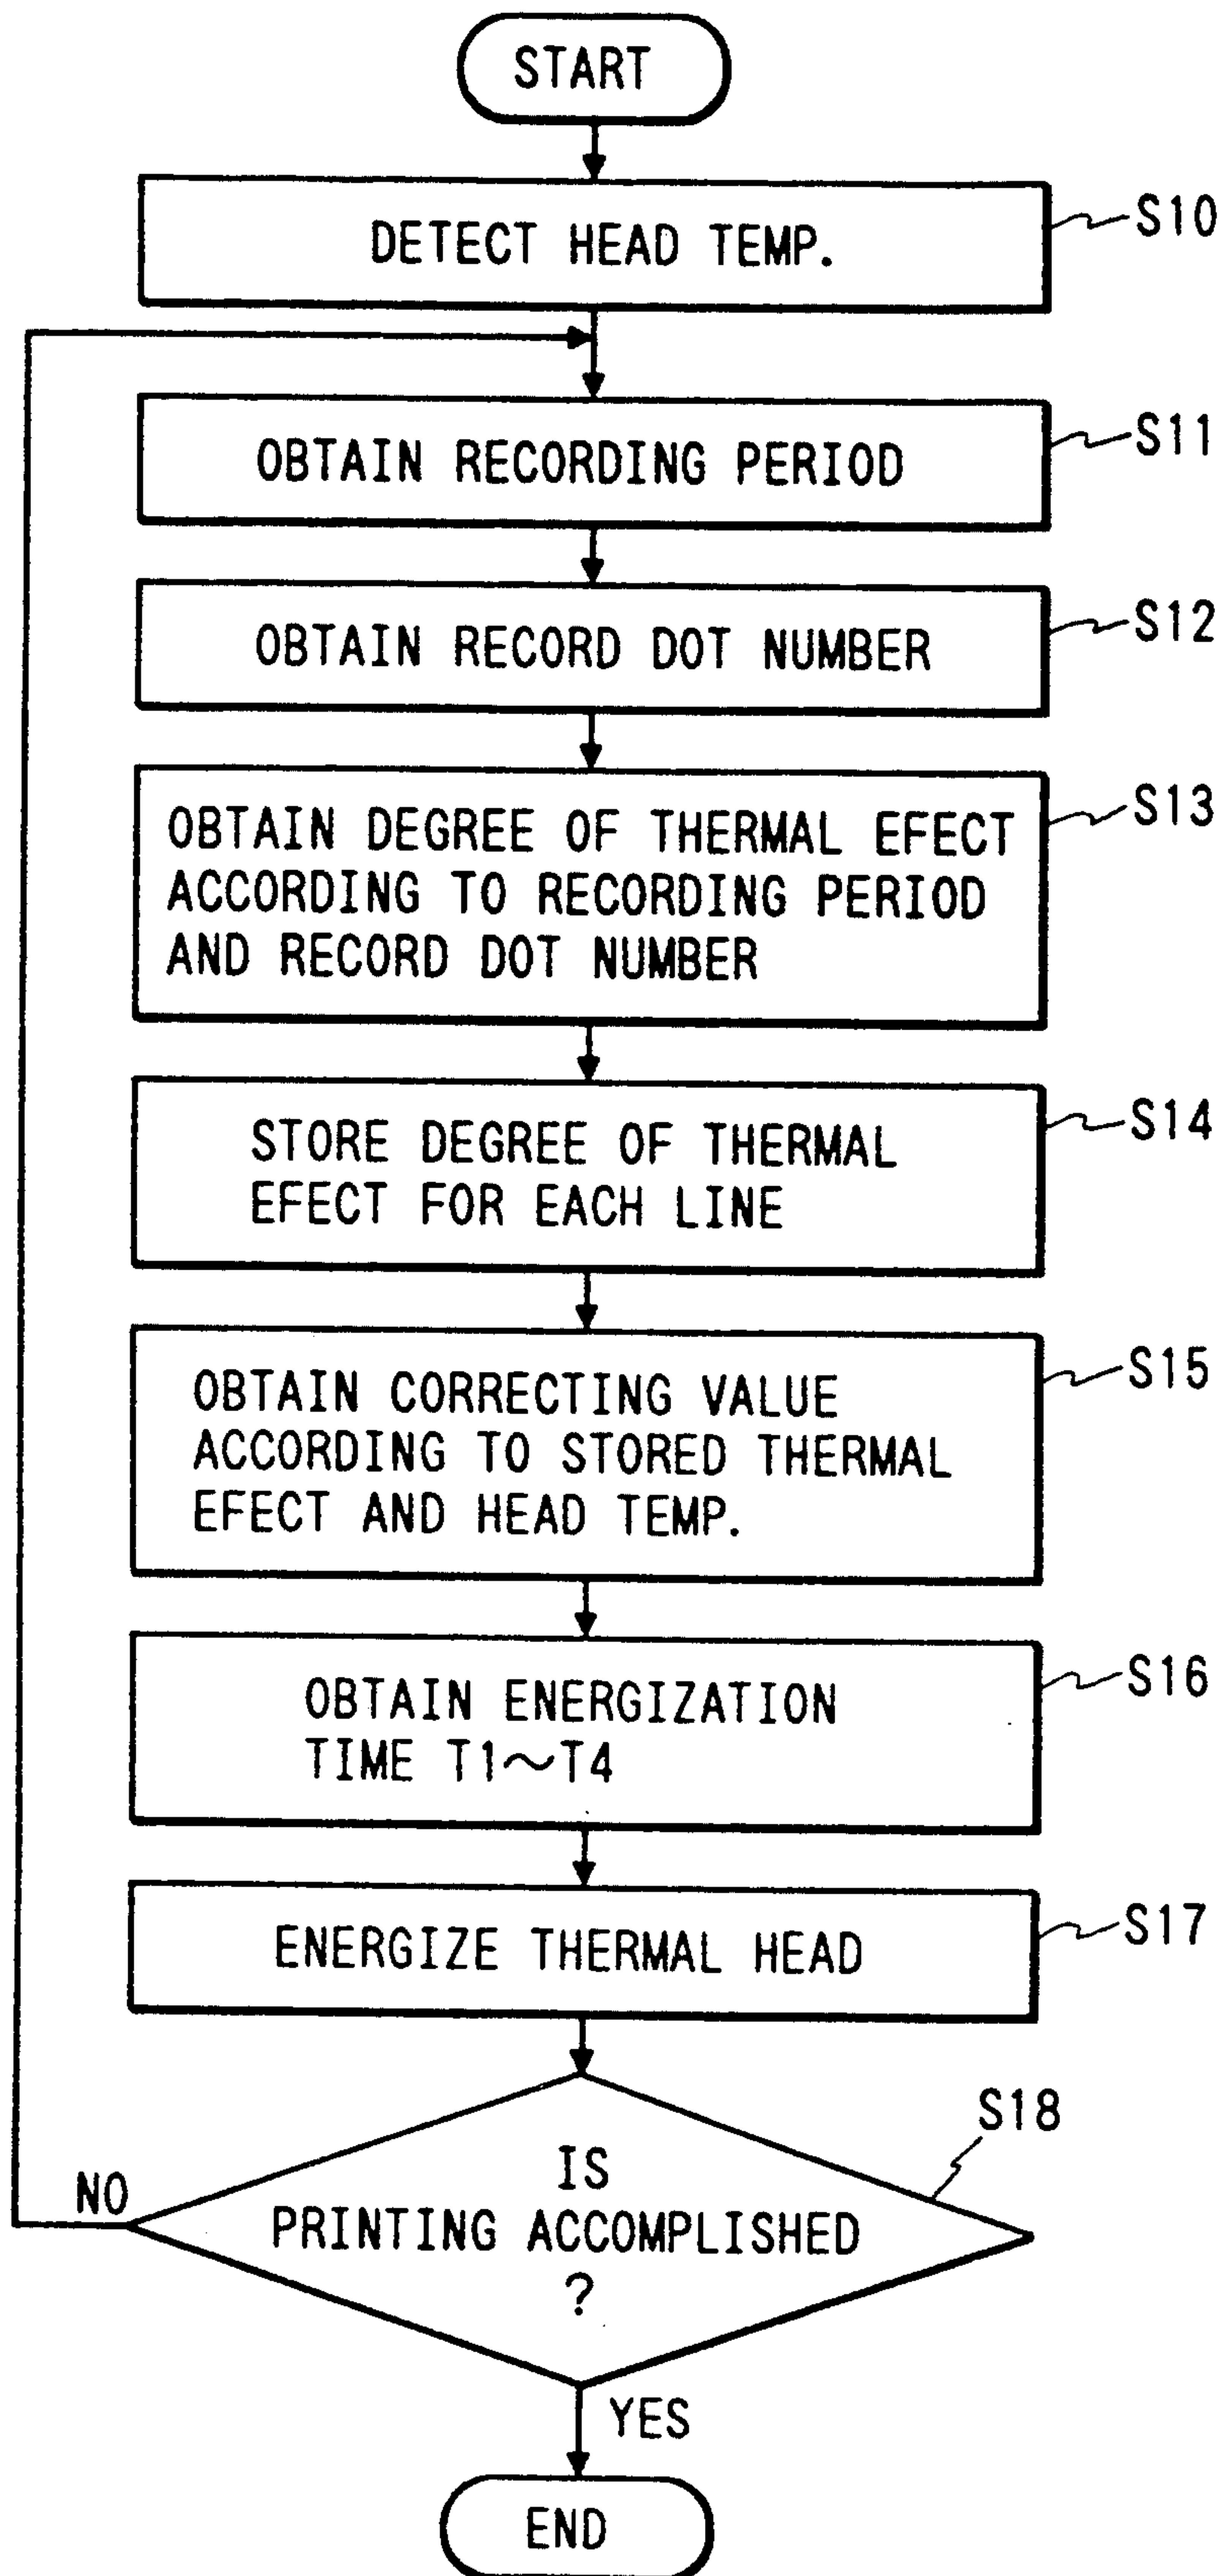 START
DETECT HEAD TEMP.
S10
OBTAIN RECORDING PERIOD
S11
OBTAIN RECORD DOT NUMBER
S12
OBTAIN DEGREE OF THERMAL EFECT
ACCORDING TO RECORDING PERIOD
AND RECORD DOT NUMBER
S13
STORE DEGREE OF THERMAL
EFECT FOR EACH LINE
S14
OBTAIN CORRECTING VALUE
ACCORDING TO STORED THERMAL
EFECT AND HEAD TEMP.
S15
OBTAIN ENERGIZATION
TIME T1～T4
S16
ENERGIZE THERMAL HEAD
S17
IS
PRINTING ACCOMPLISHED
?
S18
NO
YES
END